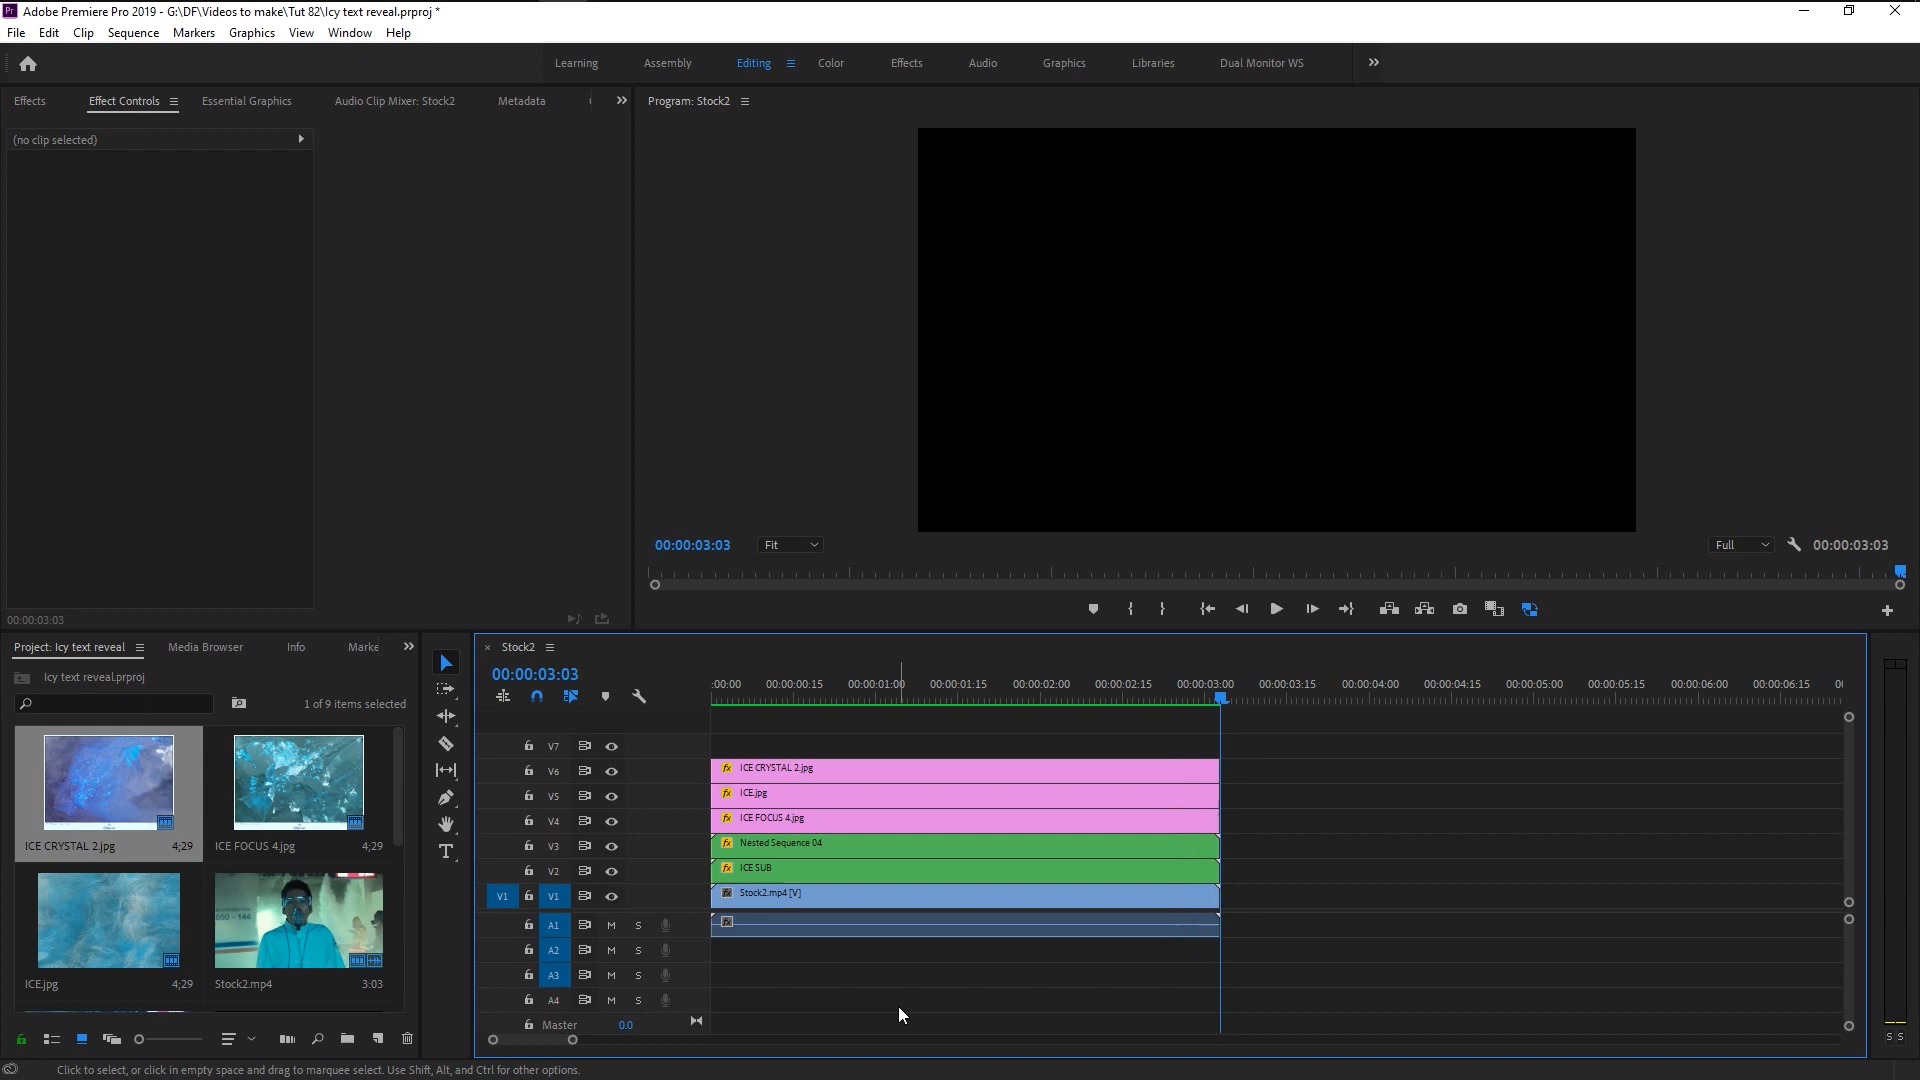 Pr Adobe Premiere Pro 2019 - G:\DF\Videos to make\Tut 82\Icy text reveal.prproj *
File Edit Clip Sequence Markers Graphics View Window Help
Learning Assembly Editing Color Effects Audio Graphics Libraries Dual Monitor WS
Effects Effect Controls Essential Graphics Audio Clip Mixer: Stock2 Metadata
Program: Stock2
(no clip selected)
00:00:03:03 Fit Full 00:00:03:03
00:00:03:03
Project: Icy text reveal Media Browser Info Marke
Icy text reveal.prproj
1 of 9 items selected
ICE CRYSTAL 2.jpg 4;29
ICE FOCUS 4.jpg 4;29
ICE.jpg 4;29
Stock2.mp4 3:03
Stock2
00:00:03:03
:00:00 00:00:00:15 00:00:01:00 00:00:01:15 00:00:02:00 00:00:02:15 00:00:03:00 00:00:03:15 00:00:04:00 00:00:04:15 00:00:05:00 00:00:05:15 00:00:06:00 00:00:06:15
V7
V6 fx ICE CRYSTAL 2.jpg
V5 fx ICE.jpg
V4 fx ICE FOCUS 4.jpg
V3 fx Nested Sequence 04
V2 fx ICE SUB
V1 V1 fx Stock2.mp4 [V]
A1 M S fx
A2 M S
A3 M S
A4 M S
Master 0.0
S S
Click to select, or click in empty space and drag to marquee select. Use Shift, Alt, and Ctrl for other options.